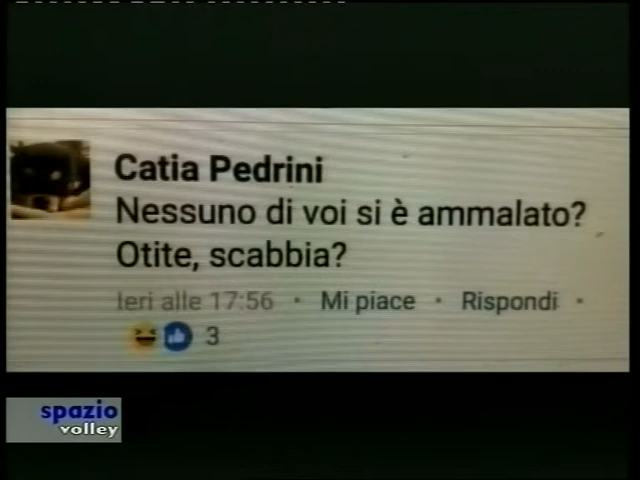 Catia Pedrini
Nessuno di voi si è ammalato?
Otite, scabbia?
Ieri alle 17:56 · Mi piace · Rispondi ·
3
spazio
volley